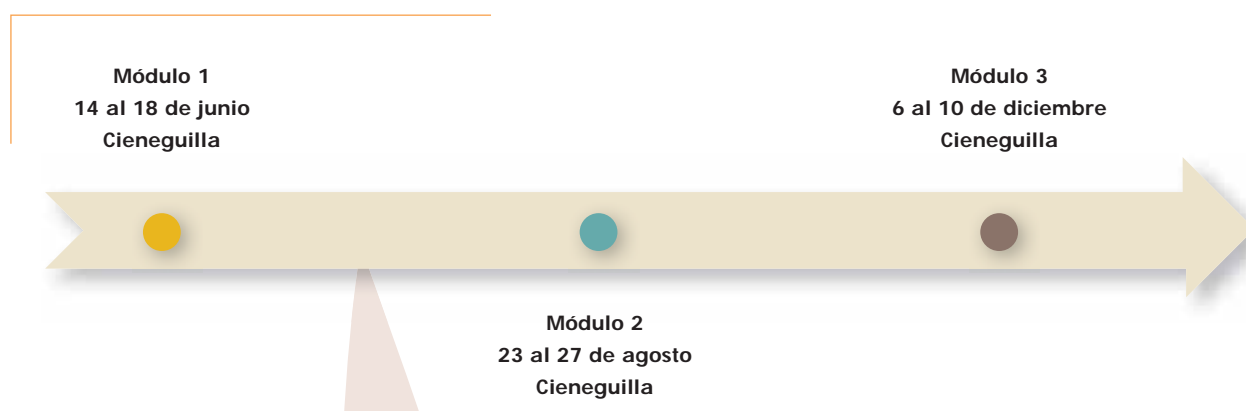 Módulo 1
14 al 18 de junio
Cieneguilla
Módulo 3
6 al 10 de diciembre
Cieneguilla
Módulo 2
23 al 27 de agosto
Cieneguilla